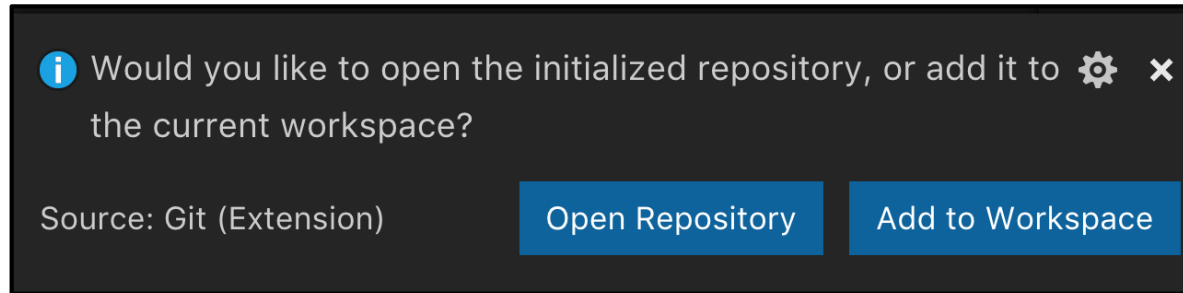 Would you like to open the initialized repository, or add it to
the current workspace?
Source: Git (Extension)
Open Repository
Add to Workspace